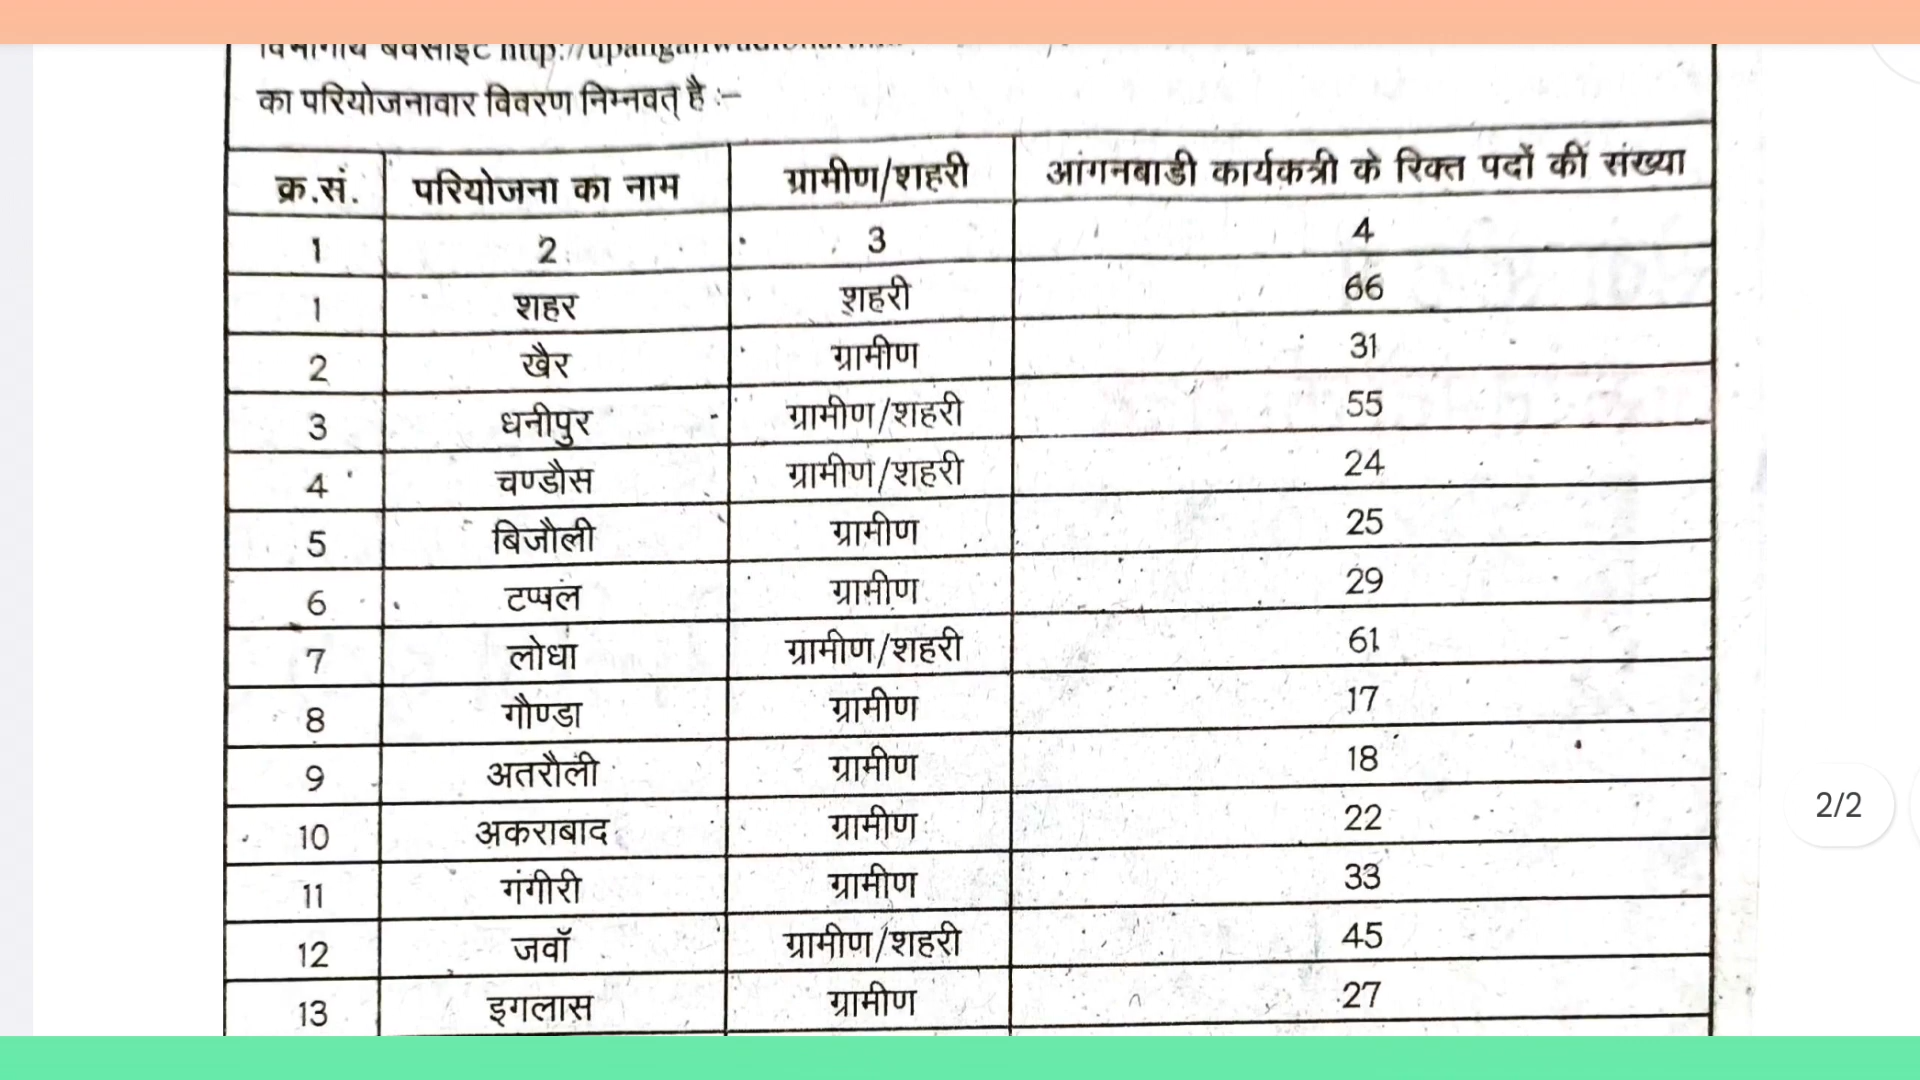 का परियोजनावार विवरण निम्नवत् है :–
क्र.सं. परियोजना का नाम ग्रामीण/शहरी आंगनबाडी कार्यकत्री के रिक्त पदों की संख्या
1 2 3 4
1 शहर शहरी 66
2 खैर ग्रामीण 31
3 धनीपुर ग्रामीण/शहरी 55
4 चण्डौस ग्रामीण/शहरी 24
5 बिजौली ग्रामीण 25
6 टप्पल ग्रामीण 29
7 लोधा ग्रामीण/शहरी 61
8 गौण्डा ग्रामीण 17
9 अतरौली ग्रामीण 18
10 अकराबाद ग्रामीण 22
11 गंगीरी ग्रामीण 33
12 जवॉ ग्रामीण/शहरी 45
13 इगलास ग्रामीण 27
2/2